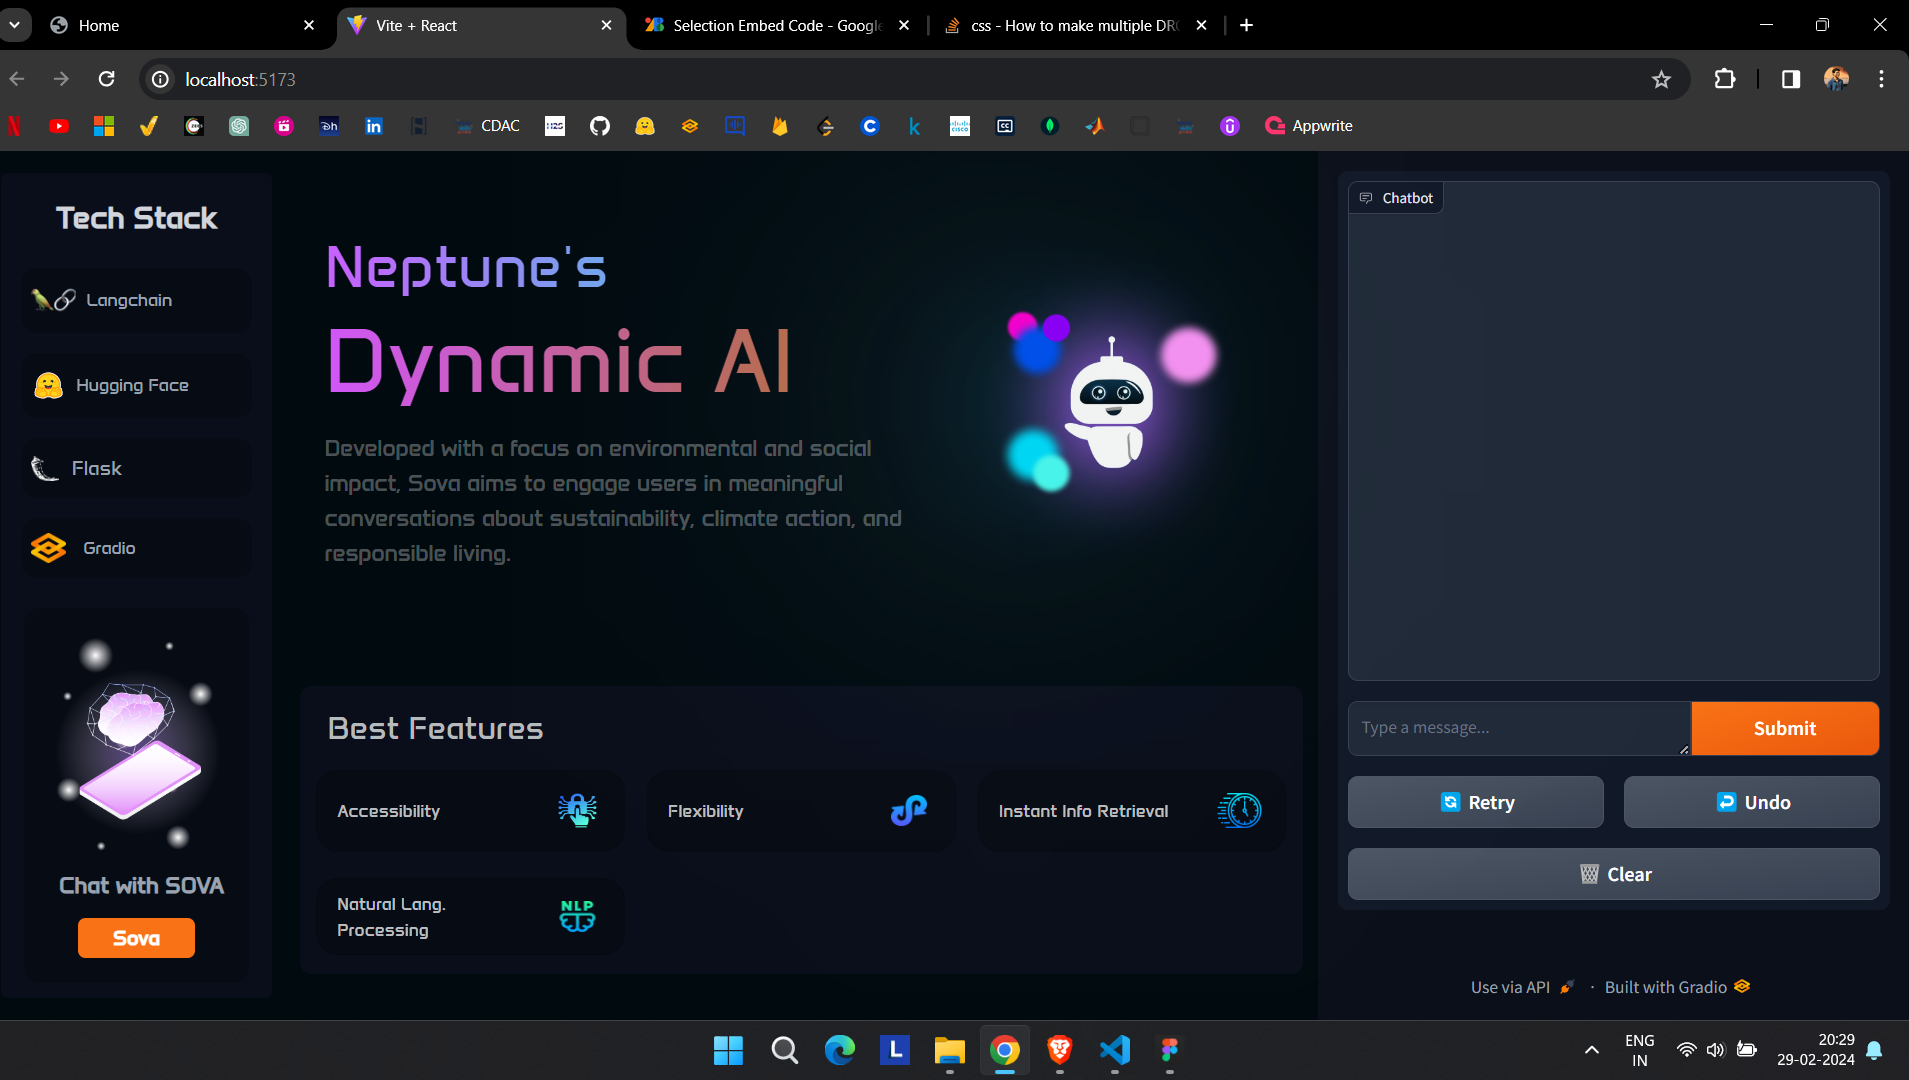 Home
Vite + React
Selection Embed Code - Google
css - How to make multiple DR
localhost:5173
CDAC
Appwrite
Tech Stack
Langchain
Hugging Face
Flask
Gradio
Chat with SOVA
Sova
Neptune's
Dynamic AI
Developed with a focus on environmental and social
impact, Sova aims to engage users in meaningful
conversations about sustainability, climate action, and
responsible living.
Best Features
Accessibility
Flexibility
Instant Info Retrieval
Natural Lang.
Processing
NLP
Chatbot
Type a message...
Submit
Retry
Undo
Clear
Use via API · Built with Gradio
L
ENG
IN
20:29
29-02-2024